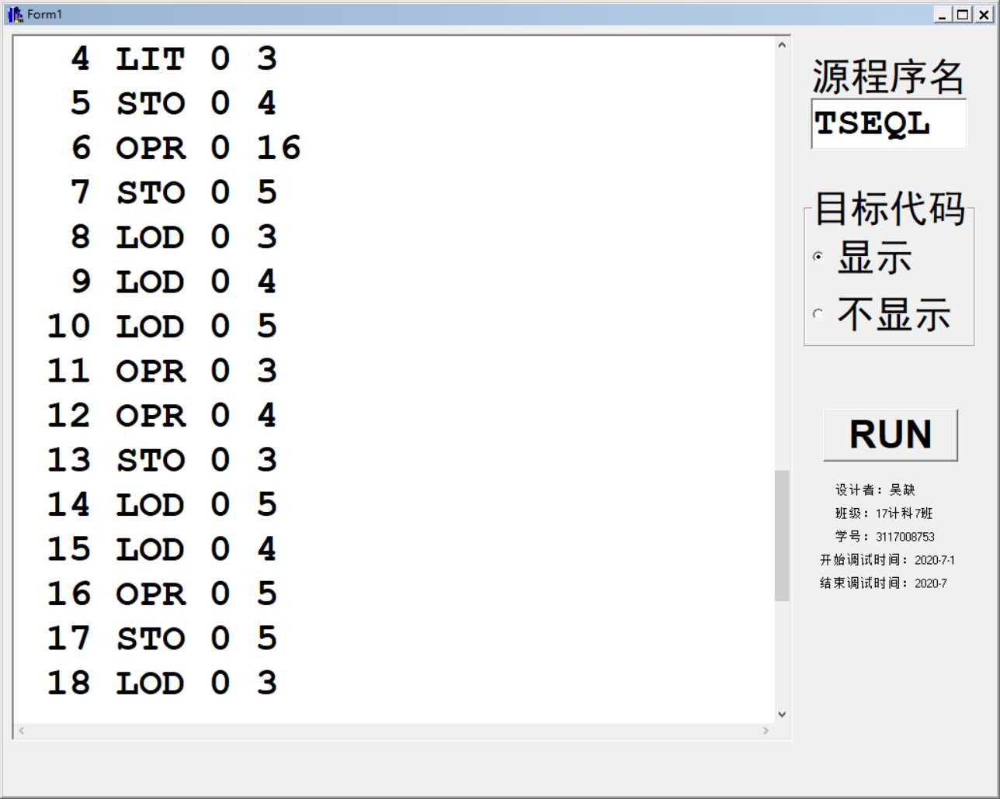 Form1
4 LIT 0 3
5 STO 0 4
6 OPR 0 16
7 STO 0 5
8 LOD 0 3
9 LOD 0 4
10 LOD 0 5
11 OPR 0 3
12 OPR 0 4
13 STO 0 3
14 LOD 0 5
15 LOD 0 4
16 OPR 0 5
17 STO 0 5
18 LOD 0 3
源程序名
TSEQL
目标代码
显示
不显示
RUN
设计者：吴缺
班级：17计科7班
学号：3117008753
开始调试时间：2020-7-1
结束调试时间：2020-7